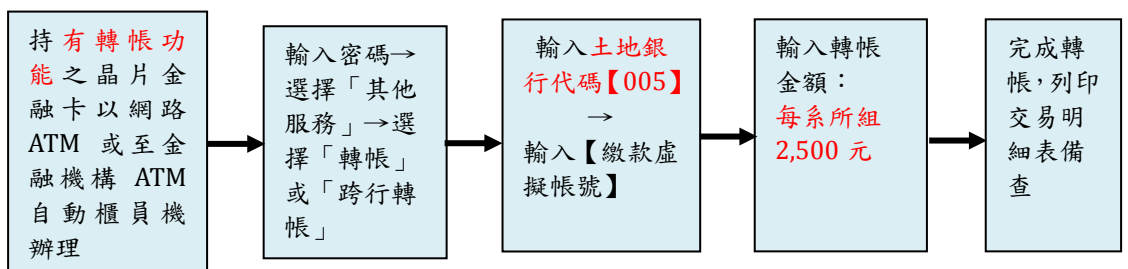 持有轉帳功
能之晶片金
融卡以網路
ATM 或至金
融機構 ATM
自動櫃員機
辦理
輸入密碼→
選擇「其他
服務」→選
擇「轉帳」
或「跨行轉
帳」
輸入土地銀
行代碼【005】
→
輸入【繳款虛
擬帳號】
輸入轉帳
金額：
每系所組
2,500 元
完成轉
帳，列印
交易明
細表備
查